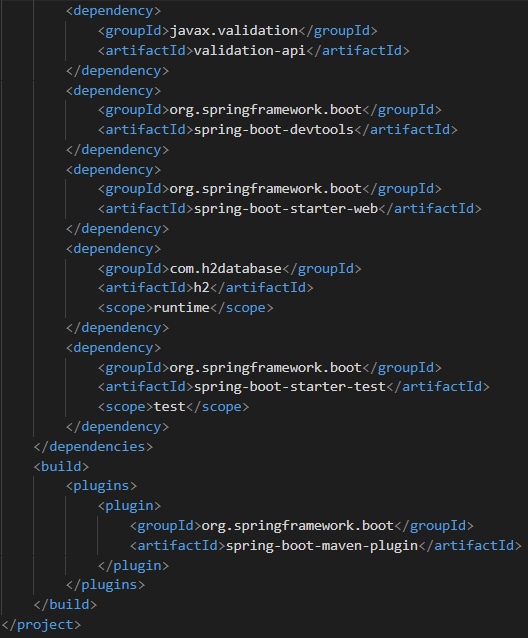 <dependency>
<groupId>javax.validation</groupId>
<artifactId>validation-api</artifactId>
</dependency>
<dependency>
<groupId>org.springframework.boot</groupId>
<artifactId>spring-boot-devtools</artifactId>
</dependency>
<dependency>
<groupId>org.springframework.boot</groupId>
<artifactId>spring-boot-starter-web</artifactId>
</dependency>
<dependency>
<groupId>com.h2database</groupId>
<artifactId>h2</artifactId>
<scope>runtime</scope>
</dependency>
<dependency>
<groupId>org.springframework.boot</groupId>
<artifactId>spring-boot-starter-test</artifactId>
<scope>test</scope>
</dependency>
</dependencies>
<build>
<plugins>
<plugin>
<groupId>org.springframework.boot</groupId>
<artifactId>spring-boot-maven-plugin</artifactId>
</plugin>
</plugins>
</build>
</project>